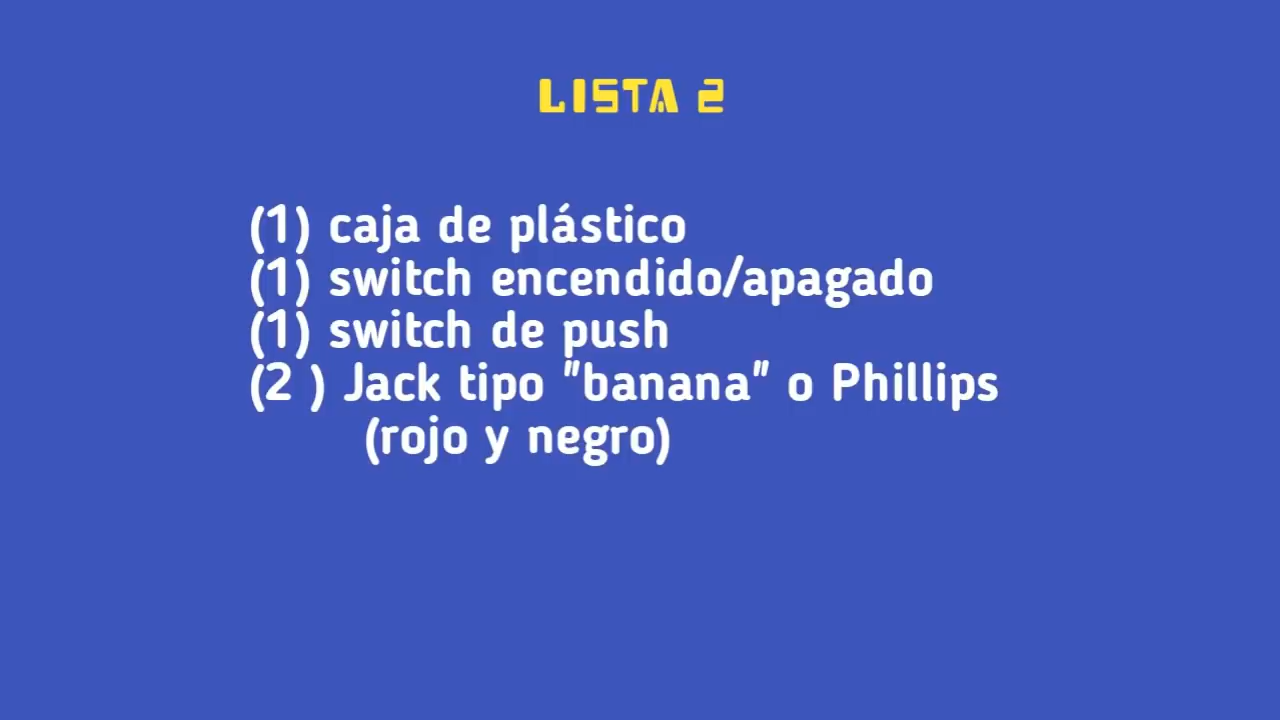 LISTA 2
(1) caja de plástico
(1) switch encendido/apagado
(1) switch de push
(2 ) Jack tipo "banana" o Phillips
(rojo y negro)